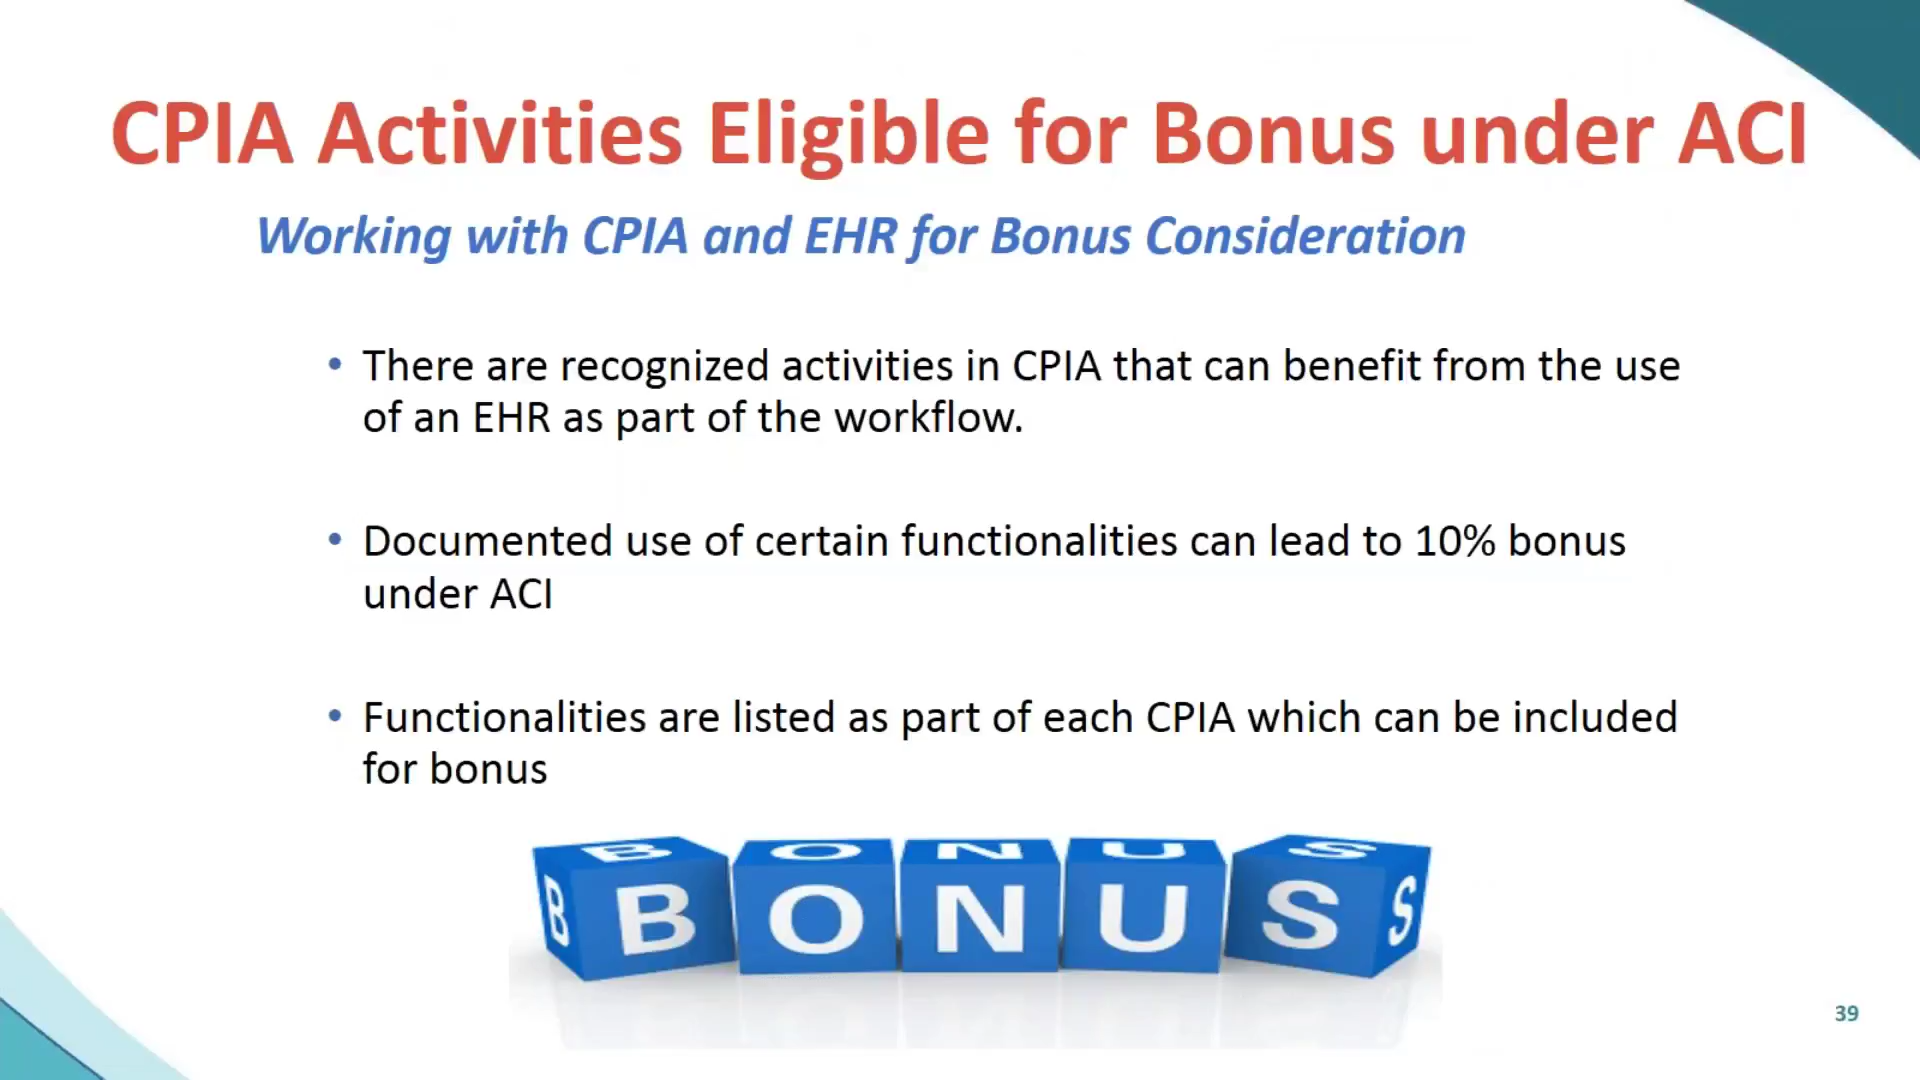 CPIA Activities Eligible for Bonus under ACI
Working with CPIA and EHR for Bonus Consideration
• There are recognized activities in CPIA that can benefit from the use
of an EHR as part of the workflow.
• Documented use of certain functionalities can lead to 10% bonus
under ACI
• Functionalities are listed as part of each CPIA which can be included
for bonus
B O N U S
B B O N U S S
39